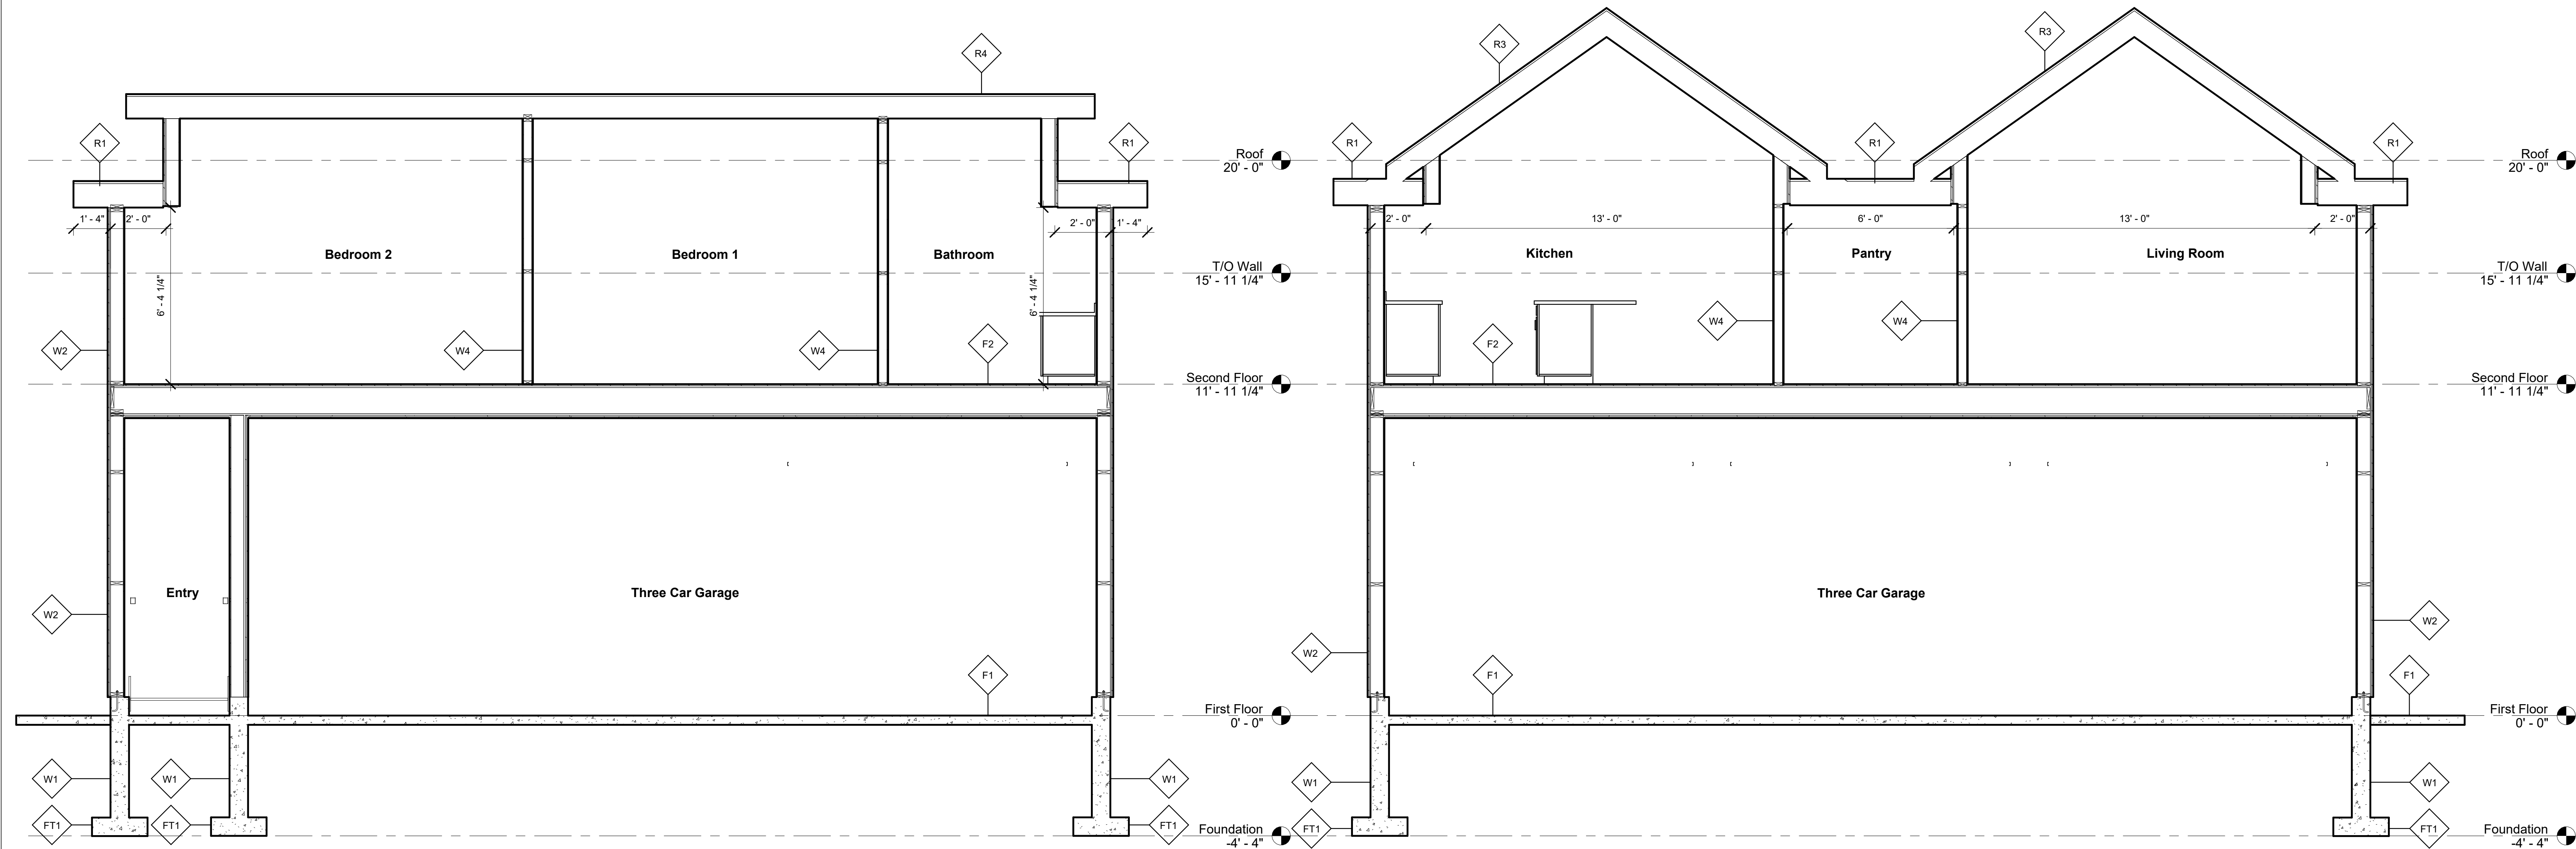 R4
R1
R1
Roof
20' - 0"
1' - 4"
2' - 0"
2' - 0"
1' - 4"
Bedroom 2
Bedroom 1
Bathroom
T/O Wall
15' - 11 1/4"
6' - 4 1/4"
6' - 4 1/4"
W2
W4
W4
F2
Second Floor
11' - 11 1/4"
Entry
Three Car Garage
W2
F1
First Floor
0' - 0"
W1
W1
W1
FT1
FT1
FT1
Foundation
-4' - 4"
R3
R3
R1
R1
R1
Roof
20' - 0"
2' - 0"
13' - 0"
6' - 0"
13' - 0"
2' - 0"
Kitchen
Pantry
Living Room
T/O Wall
15' - 11 1/4"
W4
W4
F2
Second Floor
11' - 11 1/4"
Three Car Garage
W2
W2
F1
F1
First Floor
0' - 0"
W1
W1
FT1
FT1
Foundation
-4' - 4"